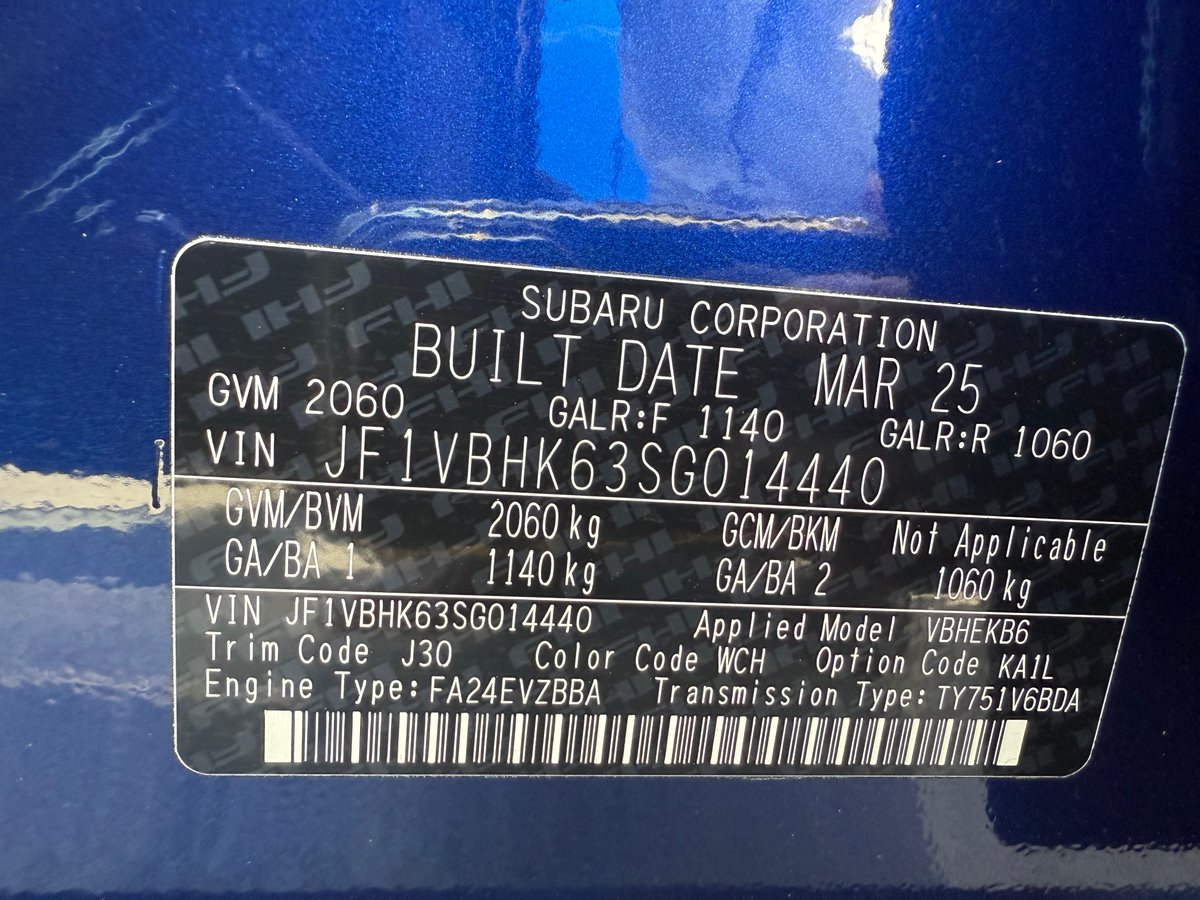 SUBARU CORPORATION
BUILT DATE MAR 25
GVM 2060 GALR:F 1140 GALR:R 1060
VIN JF1VBHK63SG014440
GVM/BVM 2060 kg GCM/BKM Not Applicable
GA/BA 1 1140 kg GA/BA 2 1060 kg
VIN JF1VBHK63SG014440 Applied Model VBHEKB6
Trim Code J30 Color Code WCH Option Code KA1L
Engine Type: FA24EVZBBA Transmission Type: TY751V6BDA